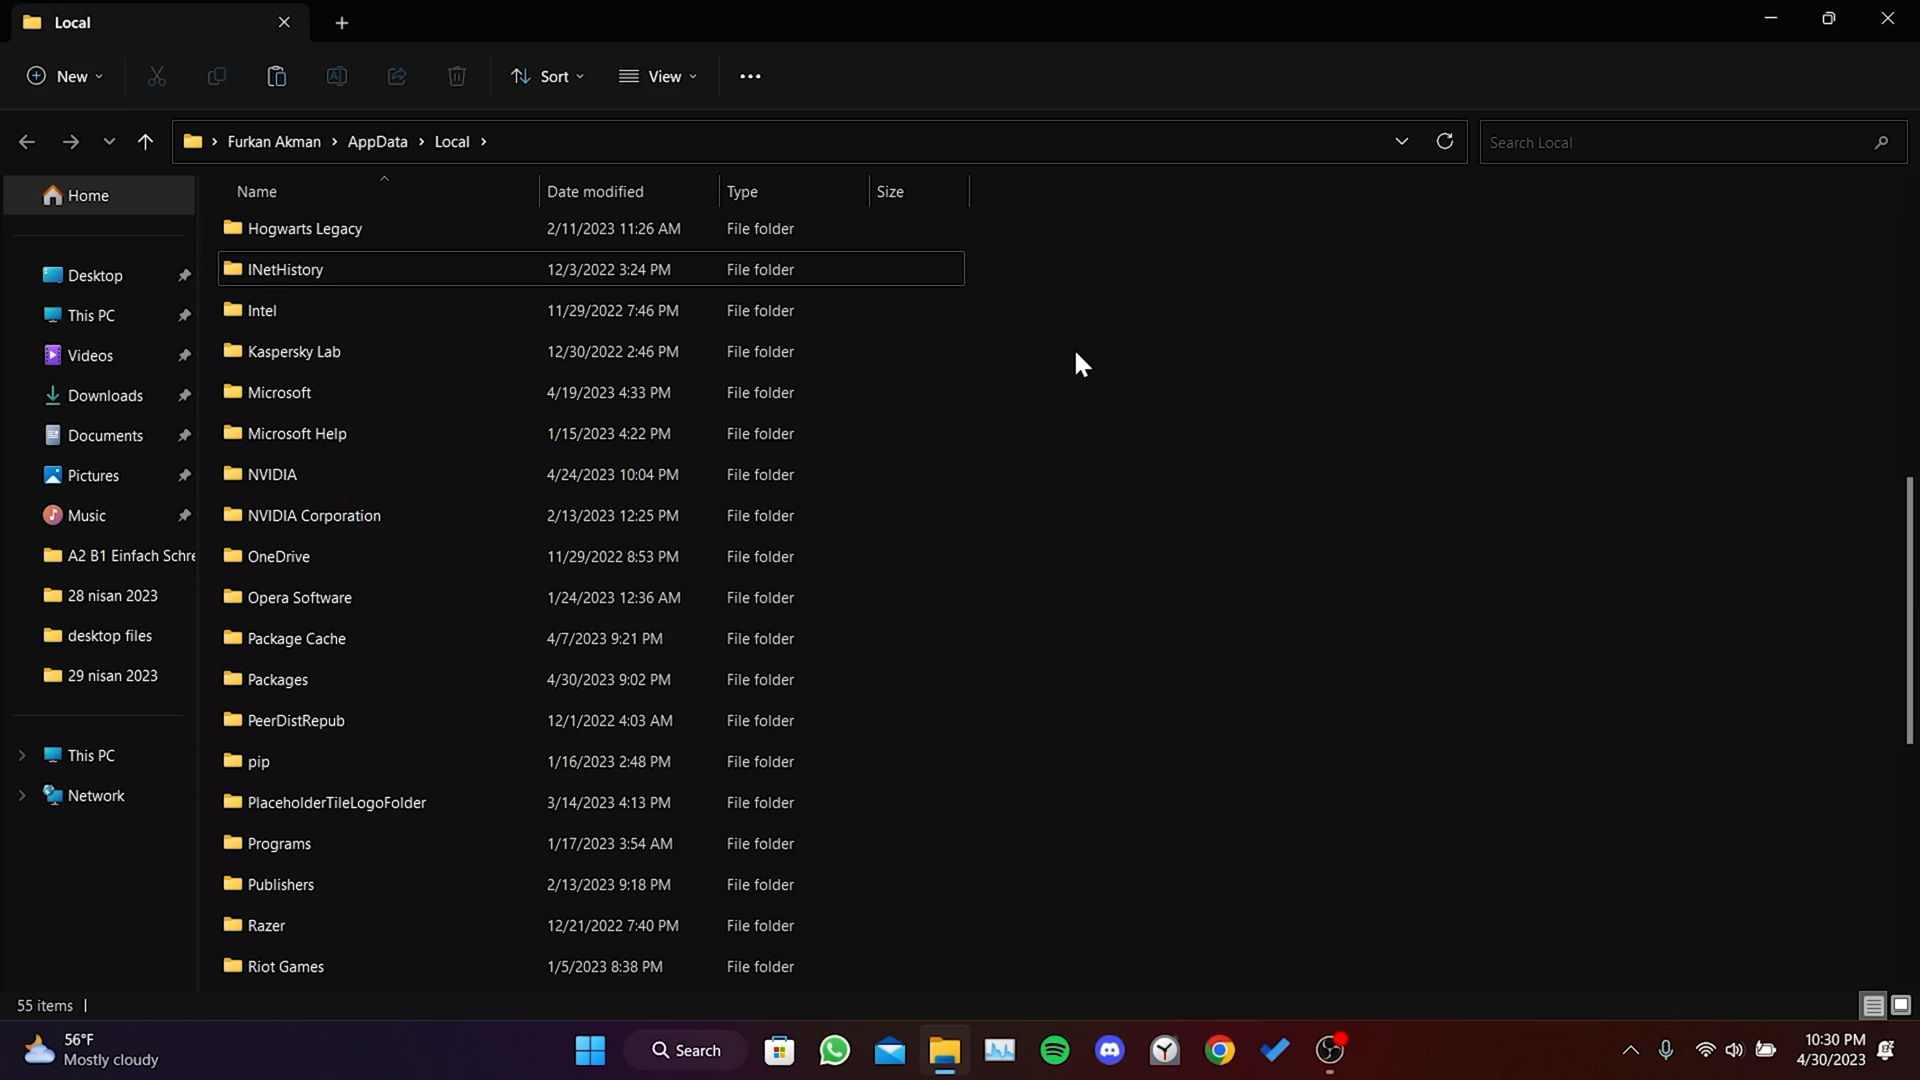 Local
New
Sort
View
Furkan Akman
AppData
Local
Search Local
Home
Desktop
This PC
Videos
Downloads
Documents
Pictures
Music
A2 B1 Einfach Schre
28 nisan 2023
desktop files
29 nisan 2023
This PC
Network
Name Date modified Type Size
Hogwarts Legacy 2/11/2023 11:26 AM File folder
INetHistory 12/3/2022 3:24 PM File folder
Intel 11/29/2022 7:46 PM File folder
Kaspersky Lab 12/30/2022 2:46 PM File folder
Microsoft 4/19/2023 4:33 PM File folder
Microsoft Help 1/15/2023 4:22 PM File folder
NVIDIA 4/24/2023 10:04 PM File folder
NVIDIA Corporation 2/13/2023 12:25 PM File folder
OneDrive 11/29/2022 8:53 PM File folder
Opera Software 1/24/2023 12:36 AM File folder
Package Cache 4/7/2023 9:21 PM File folder
Packages 4/30/2023 9:02 PM File folder
PeerDistRepub 12/1/2022 4:03 AM File folder
pip 1/16/2023 2:48 PM File folder
PlaceholderTileLogoFolder 3/14/2023 4:13 PM File folder
Programs 1/17/2023 3:54 AM File folder
Publishers 2/13/2023 9:18 PM File folder
Razer 12/21/2022 7:40 PM File folder
Riot Games 1/5/2023 8:38 PM File folder
55 items
56°F
Mostly cloudy
Search
10:30 PM
4/30/2023